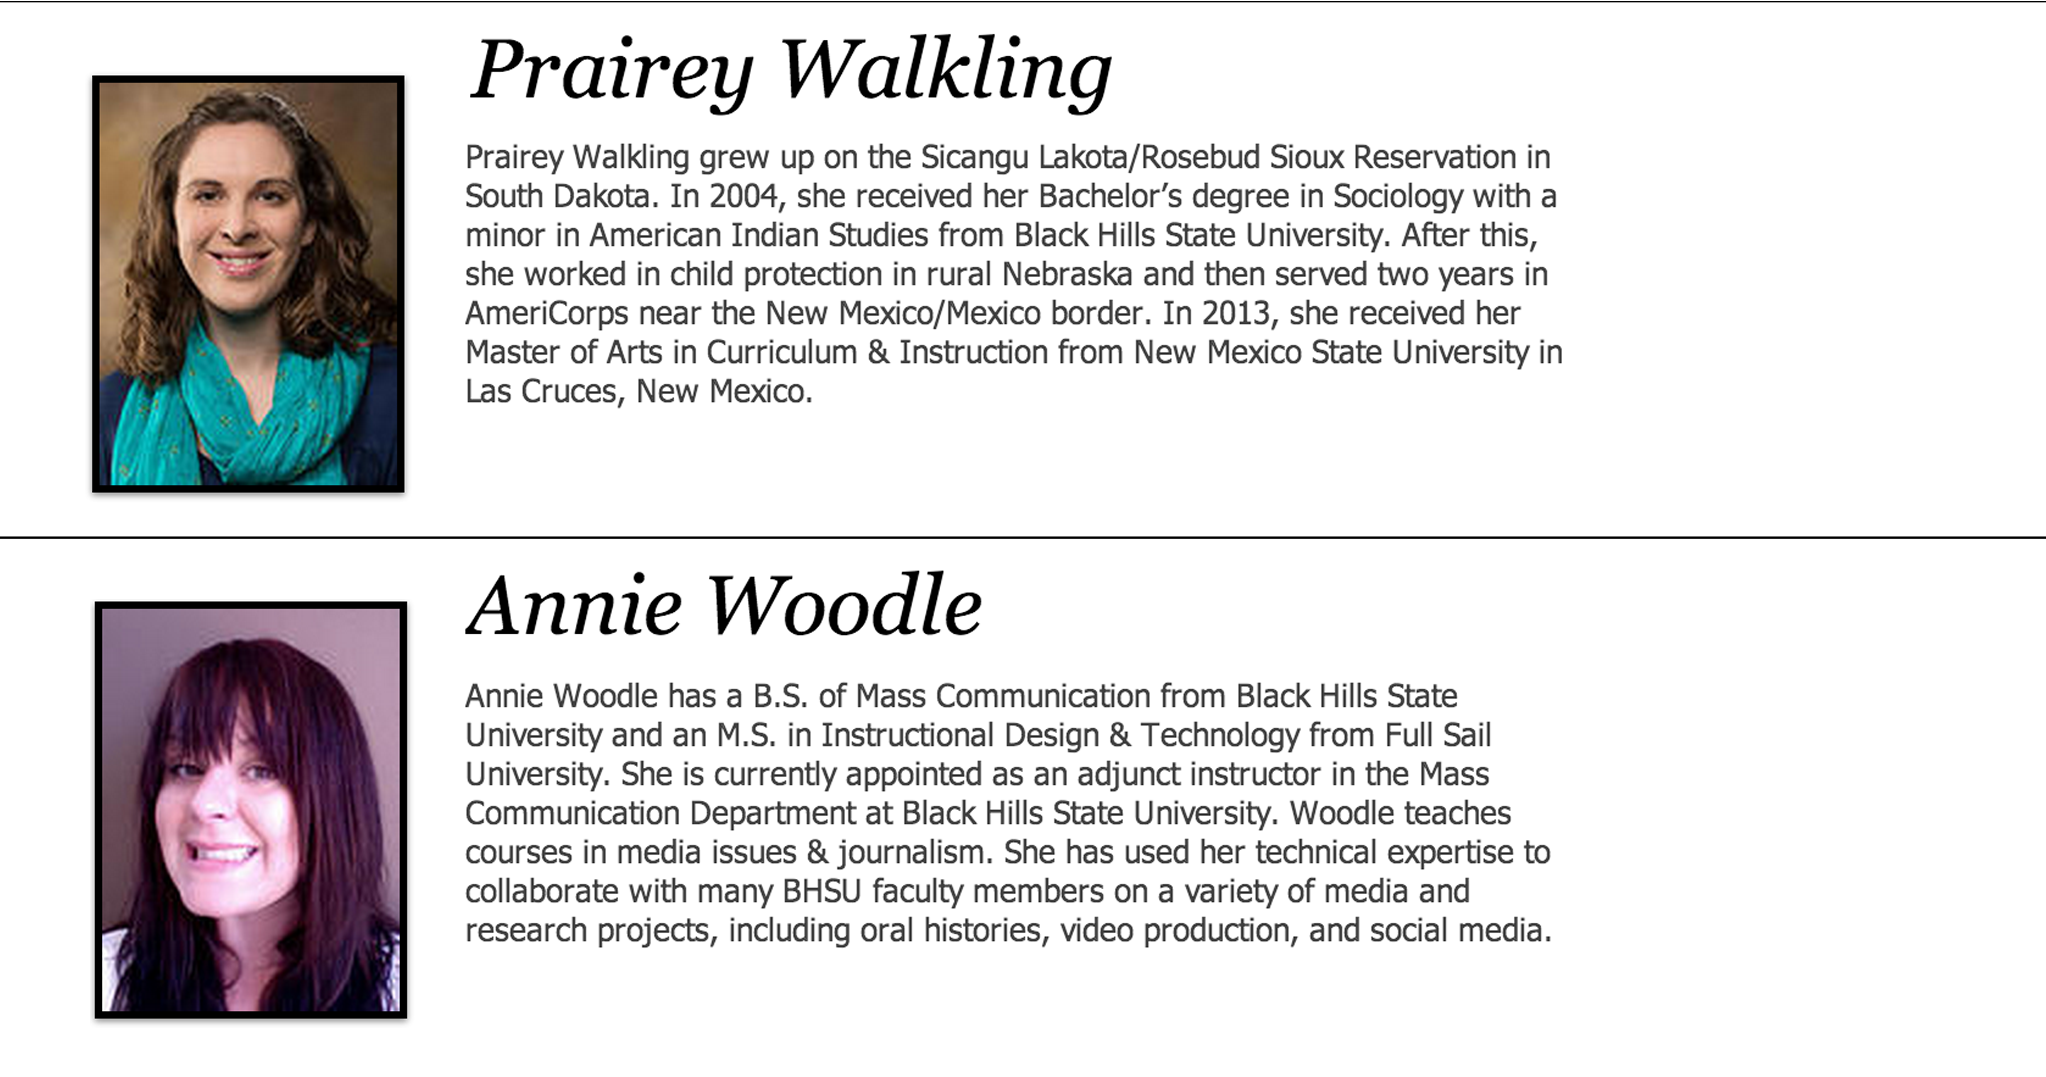 Prairey Walkling
Prairey Walkling grew up on the Sicangu Lakota/Rosebud Sioux Reservation in
South Dakota. In 2004, she received her Bachelor’s degree in Sociology with a
minor in American Indian Studies from Black Hills State University. After this,
she worked in child protection in rural Nebraska and then served two years in
AmeriCorps near the New Mexico/Mexico border. In 2013, she received her
Master of Arts in Curriculum & Instruction from New Mexico State University in
Las Cruces, New Mexico.
Annie Woodle
Annie Woodle has a B.S. of Mass Communication from Black Hills State
University and an M.S. in Instructional Design & Technology from Full Sail
University. She is currently appointed as an adjunct instructor in the Mass
Communication Department at Black Hills State University. Woodle teaches
courses in media issues & journalism. She has used her technical expertise to
collaborate with many BHSU faculty members on a variety of media and
research projects, including oral histories, video production, and social media.